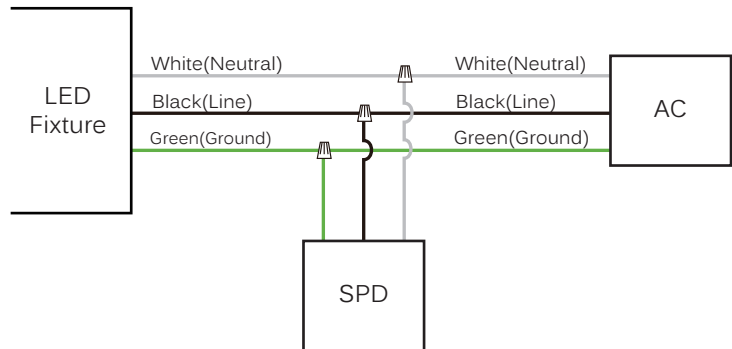 LED
Fixture
White(Neutral)
Black(Line)
Green(Ground)
White(Neutral)
Black(Line)
Green(Ground)
AC
SPD